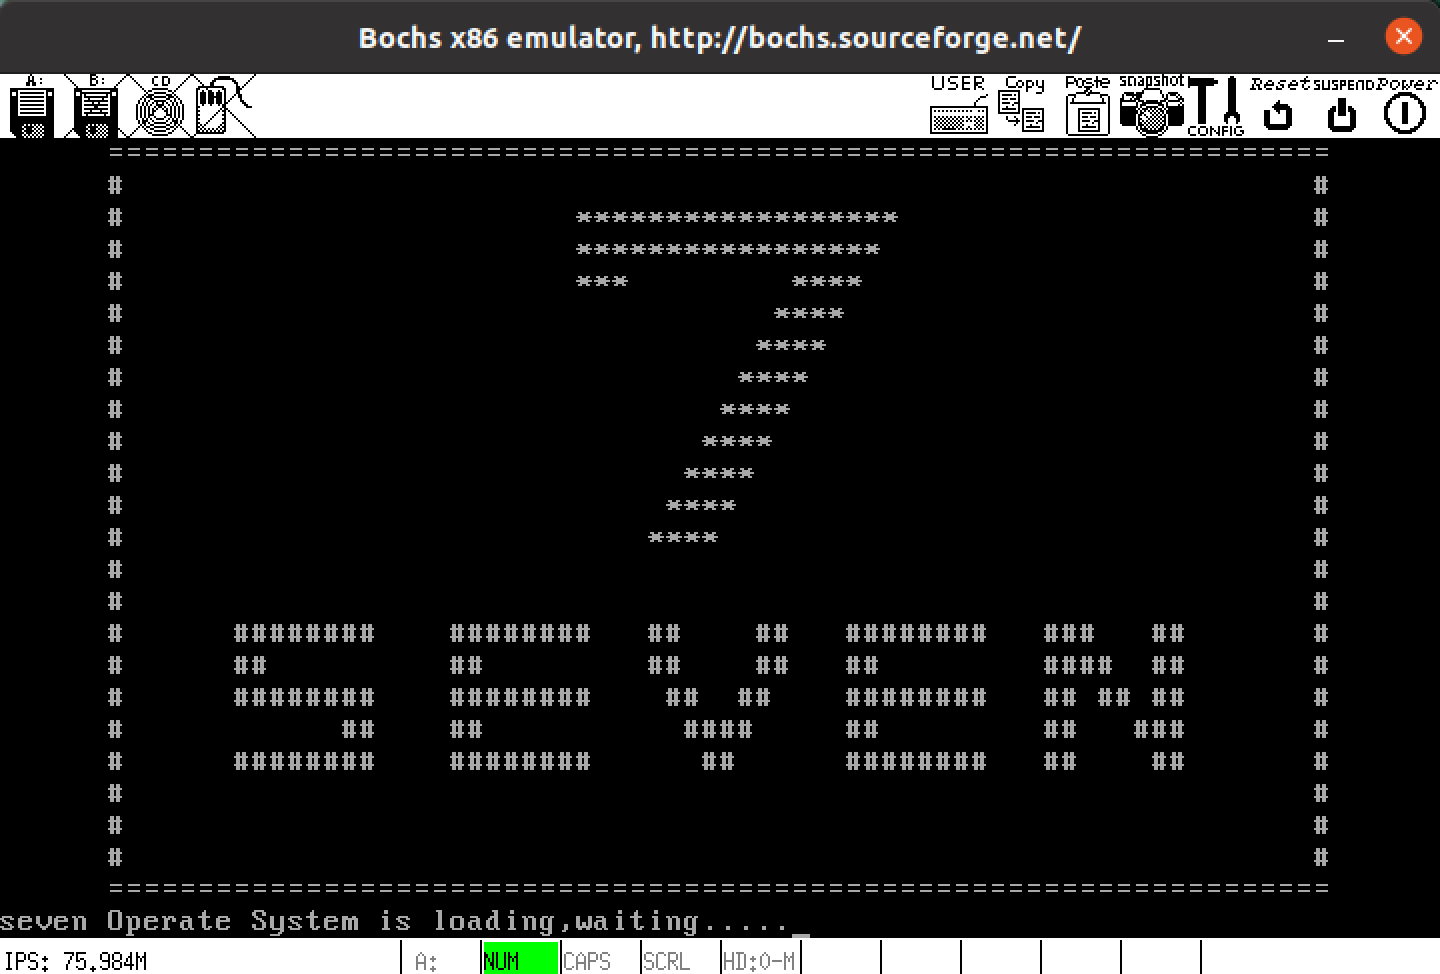 Bochs x86 emulator, http://bochs.sourceforge.net/
A: B: CD USER Copy Paste snapshot CONFIG Reset SUSPEND Power
====================================================================
# #
# ****************** #
# ***************** #
# *** **** #
# **** #
# **** #
# **** #
# **** #
# **** #
# **** #
# **** #
# **** #
# #
# #
# ######## ######## ## ## ######## ### ## #
# ## ## ## ## ## #### ## #
# ######## ######## ## ## ######## ## ## ## #
# ## ## #### ## ## ### #
# ######## ######## ## ######## ## ## #
# #
# #
# #
====================================================================
seven Operate System is loading,waiting....._
IPS: 75.984M A: NUM CAPS SCRL HD:0-M